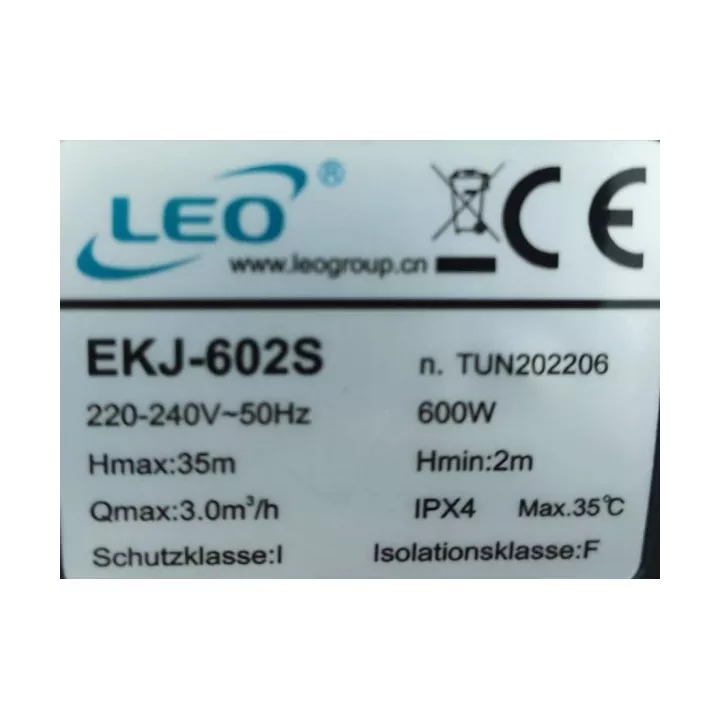 LEO®
www.leogroup.cn
CE
EKJ-602S
n. TUN202206
220-240V~50Hz
600W
Hmax:35m
Hmin:2m
Qmax:3.0m³/h
IPX4 Max.35℃
Schutzklasse:I
Isolationsklasse:F